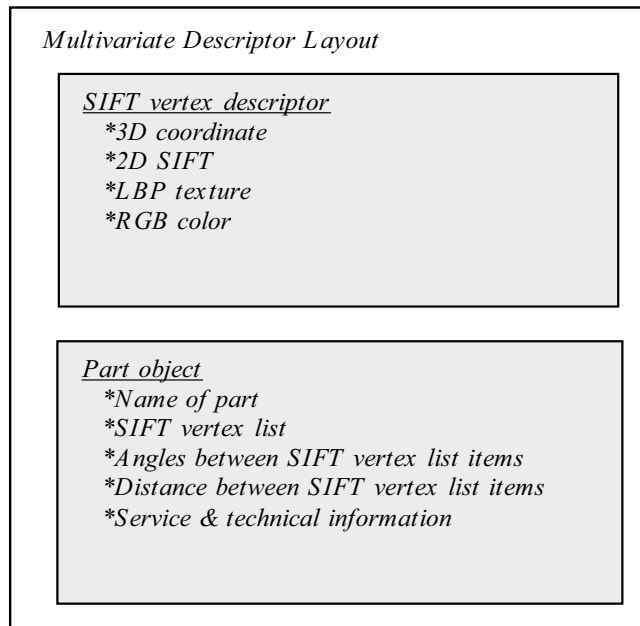 Multivariate Descriptor Layout
SIFT vertex descriptor
*3D coordinate
*2D SIFT
*LBP texture
*RGB color
Part object
*Name of part
*SIFT vertex list
*Angles between SIFT vertex list items
*Distance between SIFT vertex list items
*Service & technical information